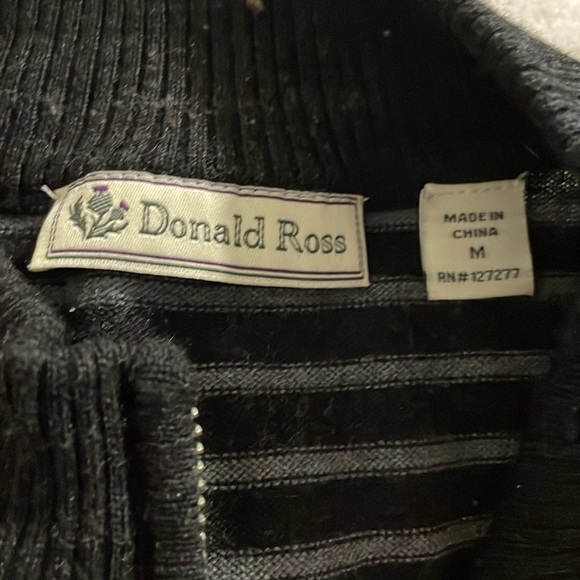 Donald Ross
MADE IN
CHINA
M
RN# 127277